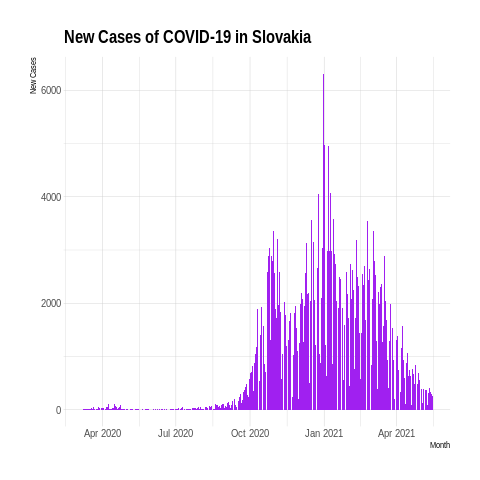 New Cases of COVID-19 in Slovakia
New Cases
6000
4000
2000
0
Apr 2020
Jul 2020
Oct 2020
Jan 2021
Apr 2021
Month